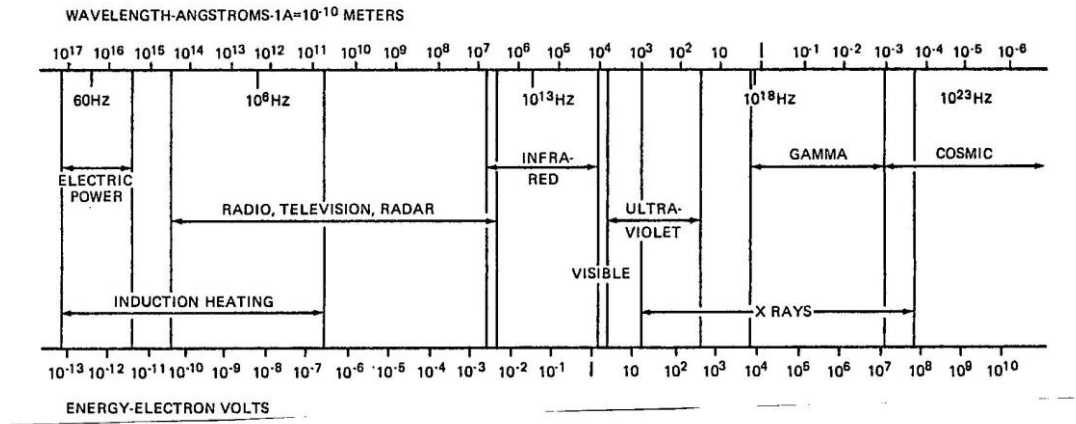 WAVELENGTH-ANGSTROMS-1A=10⁻¹⁰ METERS
10¹⁷ 10¹⁶ 10¹⁵ 10¹⁴ 10¹³ 10¹² 10¹¹ 10¹⁰ 10⁹ 10⁸ 10⁷ 10⁶ 10⁵ 10⁴ 10³ 10² 10 1 10⁻¹ 10⁻² 10⁻³ 10⁻⁴ 10⁻⁵ 10⁻⁶
60Hz 10⁶Hz 10¹³Hz 10¹⁸Hz 10²³Hz
INFRA-
RED
GAMMA
COSMIC
ELECTRIC
POWER
RADIO, TELEVISION, RADAR
ULTRA-
VIOLET
VISIBLE
INDUCTION HEATING
X RAYS
10⁻¹³ 10⁻¹² 10⁻¹¹ 10⁻¹⁰ 10⁻⁹ 10⁻⁸ 10⁻⁷ 10⁻⁶ 10⁻⁵ 10⁻⁴ 10⁻³ 10⁻² 10⁻¹ 1 10 10² 10³ 10⁴ 10⁵ 10⁶ 10⁷ 10⁸ 10⁹ 10¹⁰
ENERGY-ELECTRON VOLTS